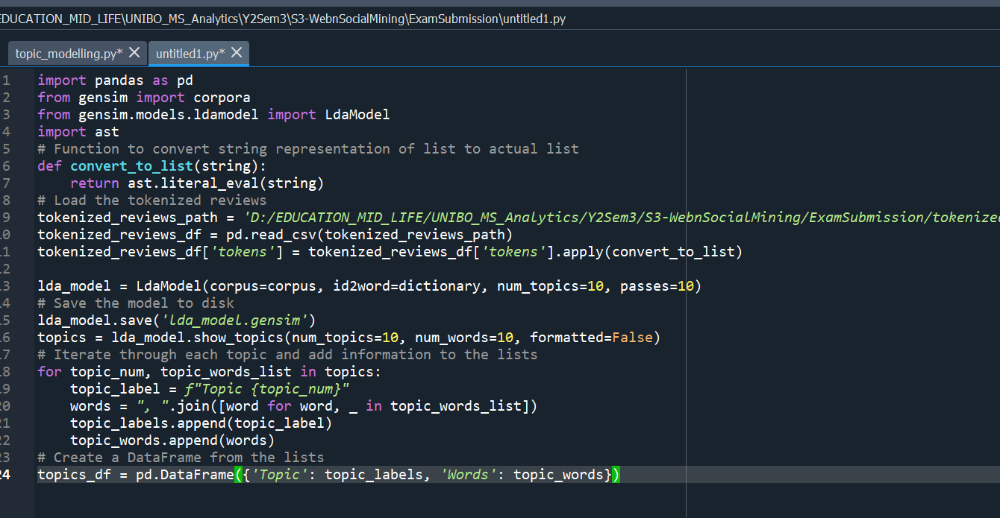 EDUCATION_MID_LIFE\UNIBO_MS_Analytics\Y2Sem3\S3-WebnSocialMining\ExamSubmission\untitled1.py
topic_modelling.py* untitled1.py*
1 import pandas as pd
2 from gensim import corpora
3 from gensim.models.ldamodel import LdaModel
4 import ast
5 # Function to convert string representation of list to actual list
6 def convert_to_list(string):
7     return ast.literal_eval(string)
8 # Load the tokenized reviews
9 tokenized_reviews_path = 'D:/EDUCATION_MID_LIFE/UNIBO_MS_Analytics/Y2Sem3/S3-WebnSocialMining/ExamSubmission/tokenized
10 tokenized_reviews_df = pd.read_csv(tokenized_reviews_path)
11 tokenized_reviews_df['tokens'] = tokenized_reviews_df['tokens'].apply(convert_to_list)
12
13 lda_model = LdaModel(corpus=corpus, id2word=dictionary, num_topics=10, passes=10)
14 # Save the model to disk
15 lda_model.save('lda_model.gensim')
16 topics = lda_model.show_topics(num_topics=10, num_words=10, formatted=False)
17 # Iterate through each topic and add information to the lists
18 for topic_num, topic_words_list in topics:
19     topic_label = f"Topic {topic_num}"
20     words = ", ".join([word for word, _ in topic_words_list])
21     topic_labels.append(topic_label)
22     topic_words.append(words)
23 # Create a DataFrame from the lists
24 topics_df = pd.DataFrame({'Topic': topic_labels, 'Words': topic_words})